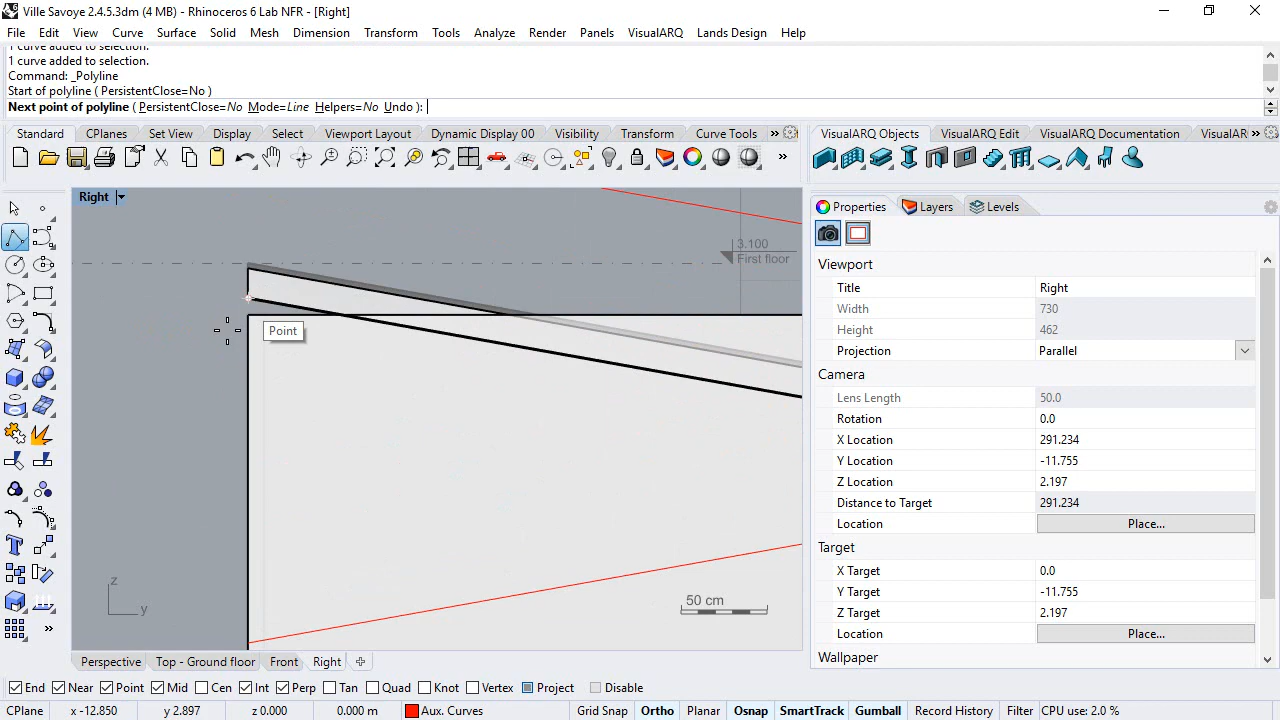 Ville Savoye 2.4.5.3dm (4 MB) - Rhinoceros 6 Lab NFR - [Right]
File Edit View Curve Surface Solid Mesh Dimension Transform Tools Analyze Render Panels VisualARQ Lands Design Help
1 curve added to selection.
1 curve added to selection.
Command: _Polyline
Start of polyline ( PersistentClose=No )
Next point of polyline ( PersistentClose=No Mode=Line Helpers=No Undo ):
Standard CPlanes Set View Display Select Viewport Layout Dynamic Display 00 Visibility Transform Curve Tools »
VisualARQ Objects VisualARQ Edit VisualARQ Documentation VisualAR »
Right
Properties Layers Levels
3.100
First floor
Point
50 cm
z
y
Viewport
Title Right
Width 730
Height 462
Projection Parallel
Camera
Lens Length 50.0
Rotation 0.0
X Location 291.234
Y Location -11.755
Z Location 2.197
Distance to Target 291.234
Location Place...
Target
X Target 0.0
Y Target -11.755
Z Target 2.197
Location Place...
Wallpaper
Perspective Top - Ground floor Front Right
End Near Point Mid Cen Int Perp Tan Quad Knot Vertex Project Disable
CPlane x -12.850 y 2.897 z 0.000 0.000 m Aux. Curves Grid Snap Ortho Planar Osnap SmartTrack Gumball Record History Filter CPU use: 2.0 %